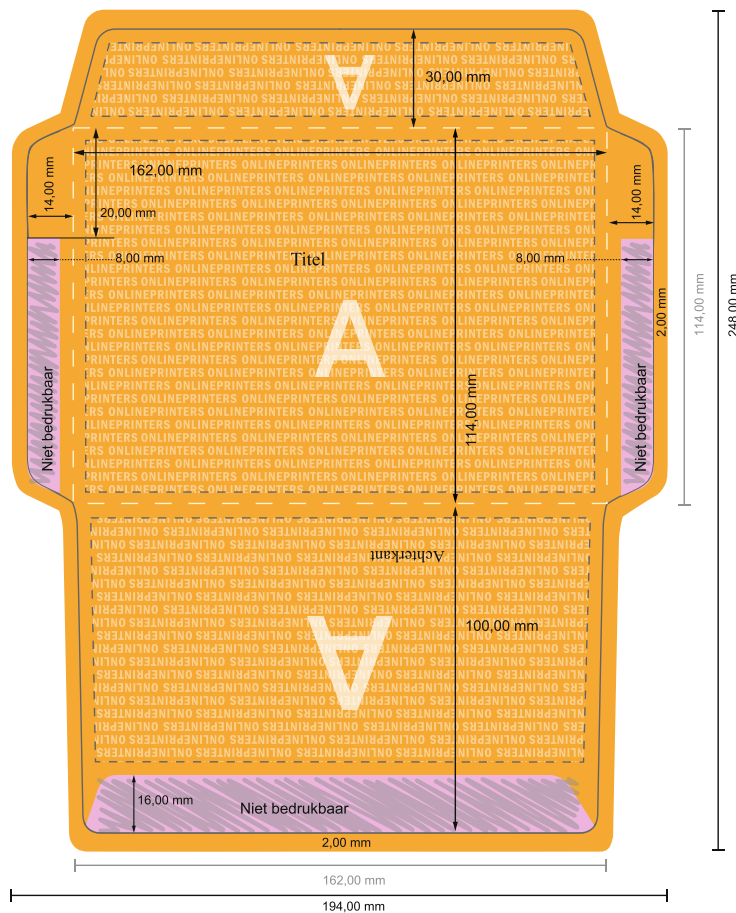 A
30,00 mm
162,00 mm
14,00 mm
14,00 mm
20,00 mm
8,00 mm
8,00 mm
Titel
A
ONLINEPRINTERS ONLINEPRINTERS ONLINEPRINTERS
2,00 mm
114,00 mm
248,00 mm
Niet bedrukbaar
Niet bedrukbaar
114,00 mm
Achterkant
100,00 mm
A
16,00 mm
Niet bedrukbaar
2,00 mm
162,00 mm
194,00 mm